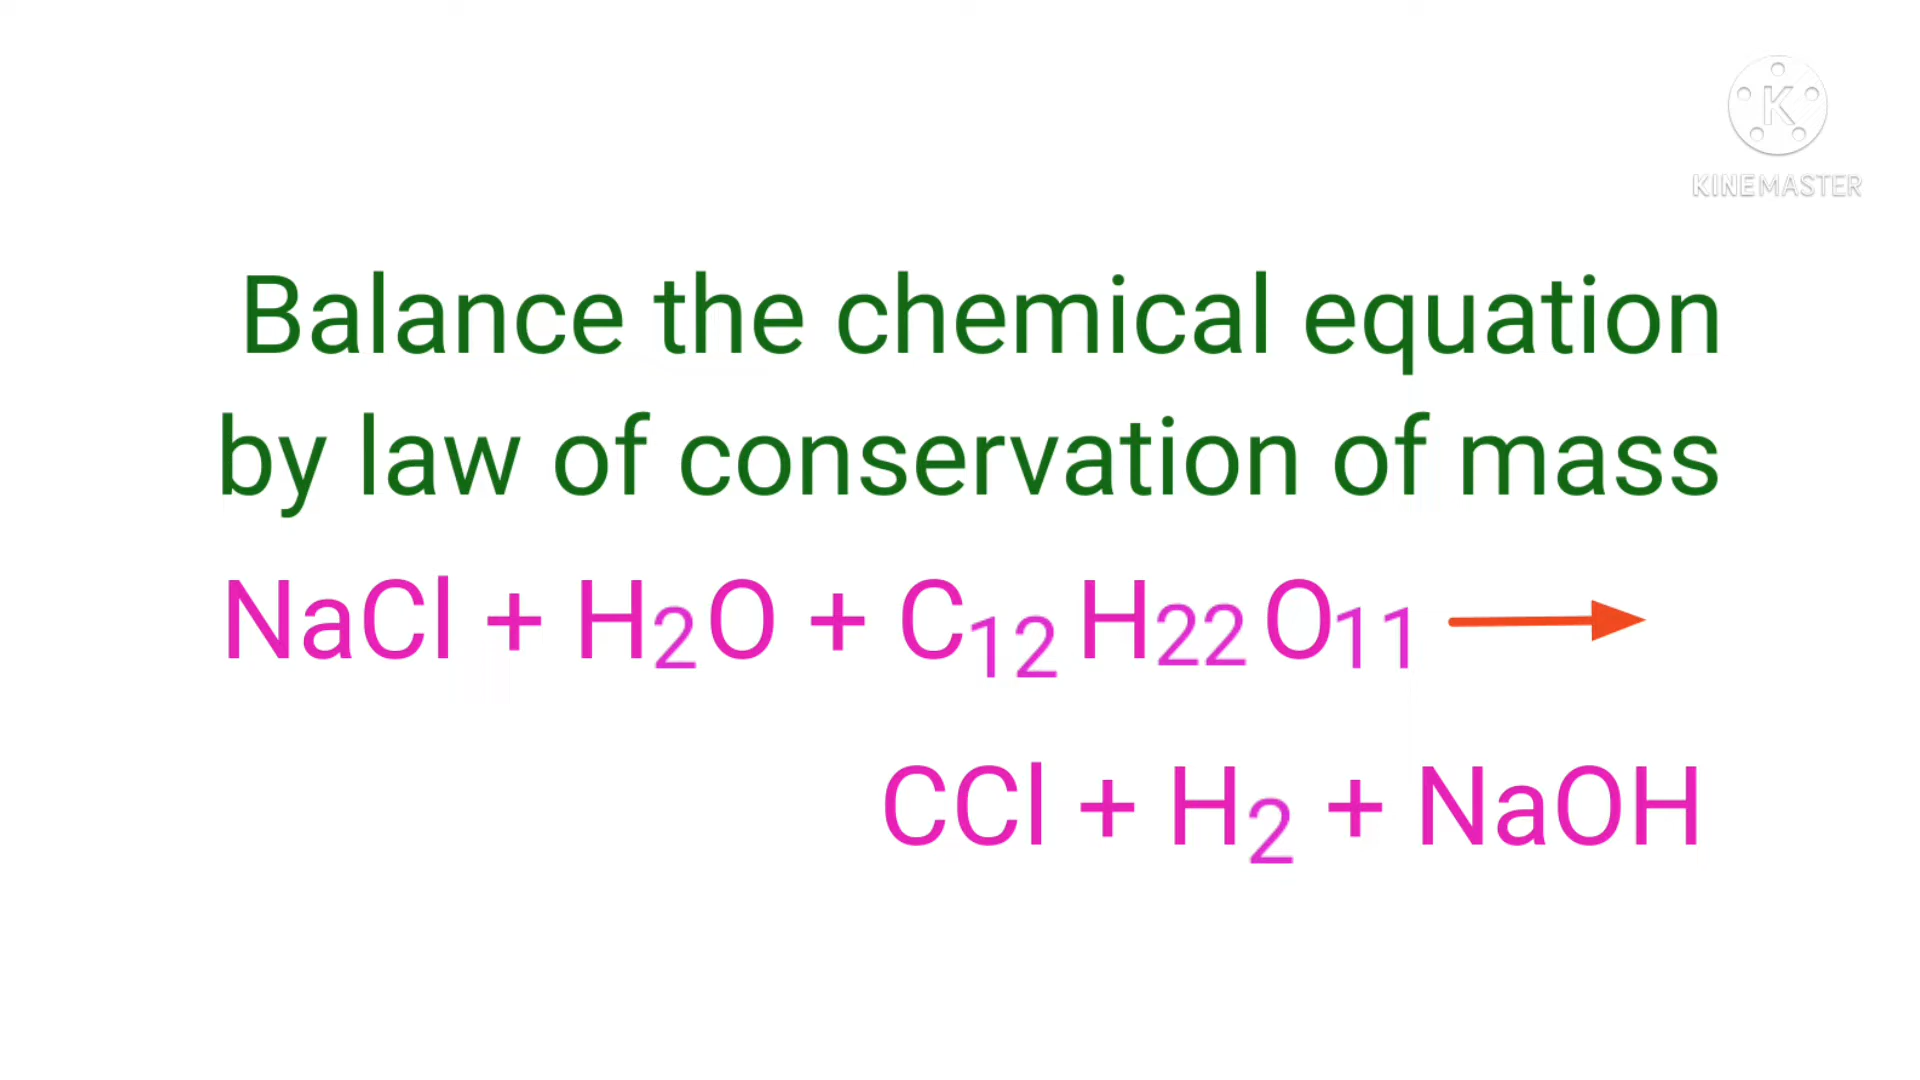 KINEMASTER
Balance the chemical equation
by law of conservation of mass
NaCl + H₂O + C₁₂H₂₂O₁₁ ⟶
CCl + H₂ + NaOH